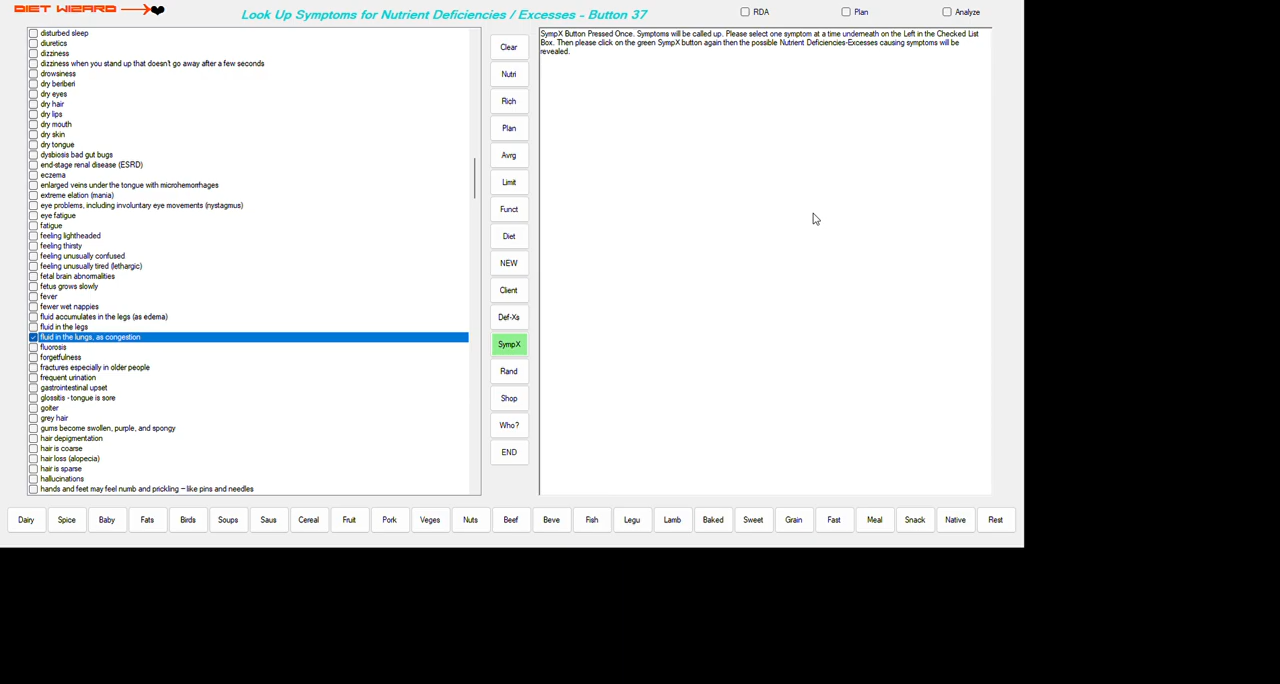 DIET WIZARD
Look Up Symptoms for Nutrient Deficiencies / Excesses - Button 37
RDA
Plan
Analyze
disturbed sleep
diuretics
dizziness
dizziness when you stand up that doesn't go away after a few seconds
drowsiness
dry beriberi
dry eyes
dry hair
dry lips
dry mouth
dry skin
dry tongue
dysbiosis bad gut bugs
end-stage renal disease (ESRD)
eczema
enlarged veins under the tongue with microhemorrhages
extreme elation (mania)
eye problems, including involuntary eye movements (nystagmus)
eye fatigue
fatigue
feeling lightheaded
feeling thirsty
feeling unusually confused
feeling unusually tired (lethargic)
fetal brain abnormalities
fetus grows slowly
fever
fewer wet nappies
fluid accumulates in the legs (as edema)
fluid in the legs
fluid in the lungs, as congestion
fluorosis
forgetfulness
fractures especially in older people
frequent urination
gastrointestinal upset
glossitis - tongue is sore
goiter
grey hair
gums become swollen, purple, and spongy
hair depigmentation
hair is coarse
hair loss (alopecia)
hair is sparse
hallucinations
hands and feet may feel numb and prickling – like pins and needles
Clear
Nutri
Rich
Plan
Avrg
Limit
Funct
Diet
NEW
Client
Def-Xs
SympX
Rand
Shop
Who?
END
SympX Button Pressed Once. Symptoms will be called up. Please select one symptom at a time underneath on the Left in the Checked List
Box. Then please click on the green SympX button again then the possible Nutrient Deficiencies-Excesses causing symptoms will be
revealed.
Dairy Spice Baby Fats Birds Soups Saus Cereal Fruit Pork Veges Nuts Beef Beve Fish Legu Lamb Baked Sweet Grain Fast Meal Snack Native Rest